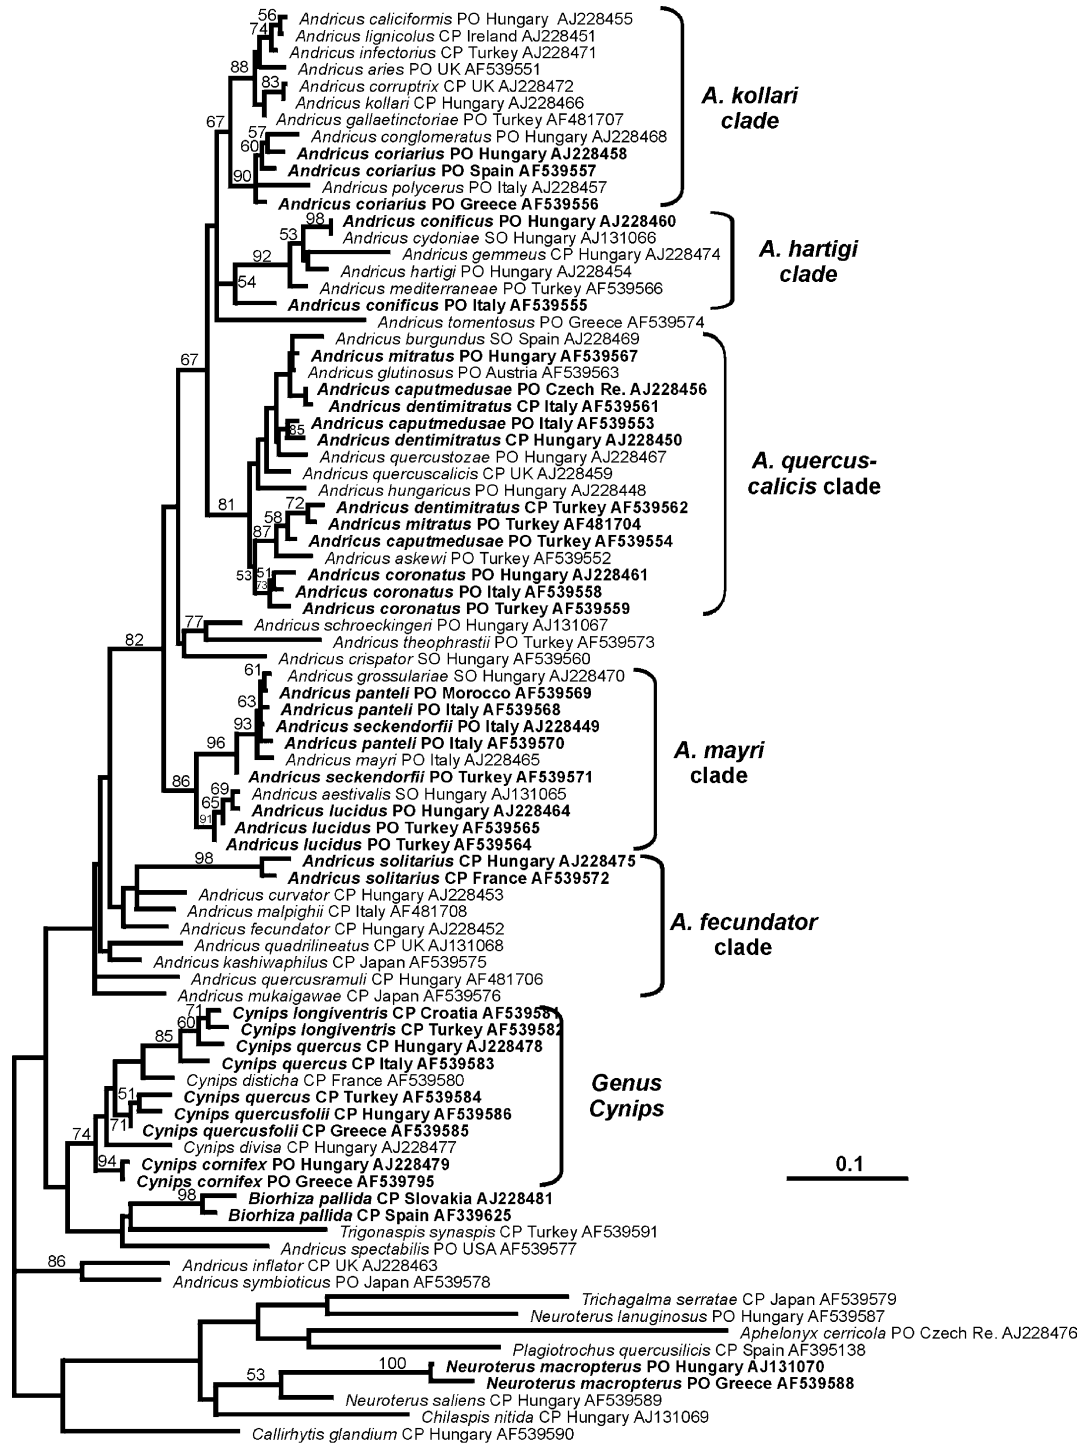 56
Andricus caliciformis PO Hungary AJ228455
74
Andricus lignicolus CP Ireland AJ228451
Andricus infectorius CP Turkey AJ228471
88
Andricus aries PO UK AF539551
83
Andricus corruptrix CP UK AJ228472
A. kollari
clade
Andricus kollari CP Hungary AJ228466
67
Andricus gallaetinctoriae PO Turkey AF481707
57
Andricus conglomeratus PO Hungary AJ228468
60
Andricus coriarius PO Hungary AJ228458
Andricus coriarius PO Spain AF539557
90
Andricus polycerus PO Italy AJ228457
Andricus coriarius PO Greece AF539556
98
Andricus conificus PO Hungary AJ228460
53
Andricus cydoniae SO Hungary AJ131066
A. hartigi
clade
92
Andricus gemmeus CP Hungary AJ228474
Andricus hartigi PO Hungary AJ228454
54
Andricus mediterraneae PO Turkey AF539566
Andricus conificus PO Italy AF539555
Andricus tomentosus PO Greece AF539574
Andricus burgundus SO Spain AJ228469
67
Andricus mitratus PO Hungary AF539567
Andricus glutinosus PO Austria AF539563
Andricus caputmedusae PO Czech Re. AJ228456
Andricus dentimitratus CP Italy AF539561
Andricus caputmedusae PO Italy AF539553
85
Andricus dentimitratus CP Hungary AJ228450
Andricus quercustozae PO Hungary AJ228467
A. quercus-
calicis clade
Andricus quercuscalicis CP UK AJ228459
Andricus hungaricus PO Hungary AJ228448
81
72
Andricus dentimitratus CP Turkey AF539562
58
Andricus mitratus PO Turkey AF481704
87
Andricus caputmedusae PO Turkey AF539554
Andricus askewi PO Turkey AF539552
53
51
Andricus coronatus PO Hungary AJ228461
73
Andricus coronatus PO Italy AF539558
Andricus coronatus PO Turkey AF539559
77
Andricus schroeckingeri PO Hungary AJ131067
82
Andricus theophrastii PO Turkey AF539573
Andricus crispator SO Hungary AF539560
61
Andricus grossulariae SO Hungary AJ228470
Andricus panteli PO Morocco AF539569
63
Andricus panteli PO Italy AF539568
93
Andricus seckendorfii PO Italy AJ228449
96
Andricus panteli PO Italy AF539570
A. mayri
clade
Andricus mayri PO Italy AJ228465
86
Andricus seckendorfii PO Turkey AF539571
69
Andricus aestivalis SO Hungary AJ131065
65
Andricus lucidus PO Hungary AJ228464
91
Andricus lucidus PO Turkey AF539565
Andricus lucidus PO Turkey AF539564
98
Andricus solitarius CP Hungary AJ228475
Andricus solitarius CP France AF539572
Andricus curvator CP Hungary AJ228453
Andricus malpighii CP Italy AF481708
A. fecundator
clade
Andricus fecundator CP Hungary AJ228452
Andricus quadrilineatus CP UK AJ131068
Andricus kashiwaphilus CP Japan AF539575
Andricus quercusramuli CP Hungary AF481706
Andricus mukaigawae CP Japan AF539576
71
Cynips longiventris CP Croatia AF539581
60
Cynips longiventris CP Turkey AF539582
85
Cynips quercus CP Hungary AJ228478
Cynips quercus CP Italy AF539583
Cynips disticha CP France AF539580
Genus
Cynips
51
Cynips quercus CP Turkey AF539584
Cynips quercusfolii CP Hungary AF539586
71
Cynips quercusfolii CP Greece AF539585
74
Cynips divisa CP Hungary AJ228477
94
Cynips cornifex PO Hungary AJ228479
0.1
Cynips cornifex PO Greece AF539795
98
Biorhiza pallida CP Slovakia AJ228481
Biorhiza pallida CP Spain AF339625
Trigonaspis synaspis CP Turkey AF539591
Andricus spectabilis PO USA AF539577
86
Andricus inflator CP UK AJ228463
Andricus symbioticus PO Japan AF539578
Trichagalma serratae CP Japan AF539579
Neuroterus lanuginosus PO Hungary AF539587
Aphelonyx cerricola PO Czech Re. AJ228476
Plagiotrochus quercusilicis CP Spain AF395138
100
Neuroterus macropterus PO Hungary AJ131070
53
Neuroterus macropterus PO Greece AF539588
Neuroterus saliens CP Hungary AF539589
Chilaspis nitida CP Hungary AJ131069
Callirhytis glandium CP Hungary AF539590